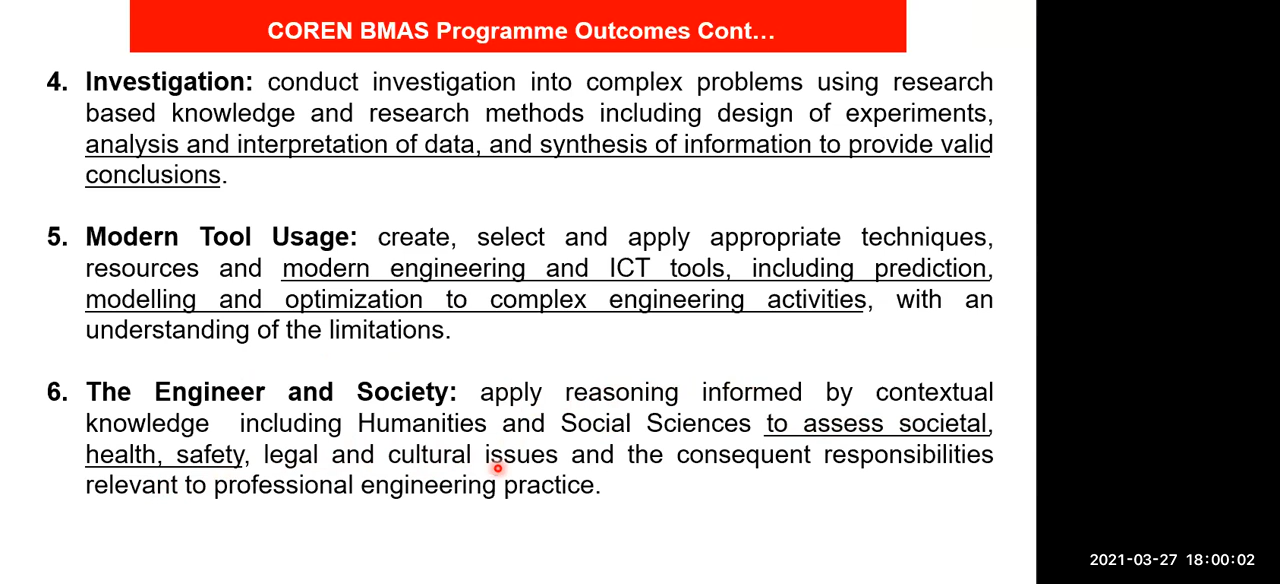 COREN BMAS Programme Outcomes Cont...
4. Investigation: conduct investigation into complex problems using research
based knowledge and research methods including design of experiments,
analysis and interpretation of data, and synthesis of information to provide valid
conclusions.
5. Modern Tool Usage: create, select and apply appropriate techniques,
resources and modern engineering and ICT tools, including prediction,
modelling and optimization to complex engineering activities, with an
understanding of the limitations.
6. The Engineer and Society: apply reasoning informed by contextual
knowledge including Humanities and Social Sciences to assess societal,
health, safety, legal and cultural issues and the consequent responsibilities
relevant to professional engineering practice.
2021-03-27 18:00:02